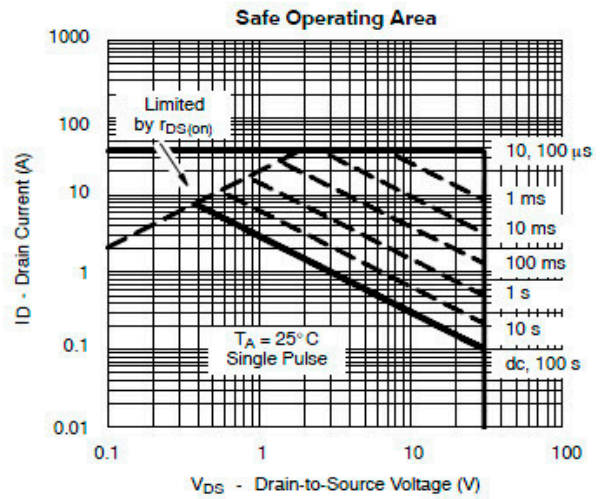 Safe Operating Area
1000
100
10
1
0.1
0.01
ID - Drain Current (A)
Limited
by rDS(on)
10, 100 µs
1 ms
10 ms
100 ms
1 s
10 s
dc, 100 s
TA = 25°C
Single Pulse
0.1
1
10
100
VDS - Drain-to-Source Voltage (V)